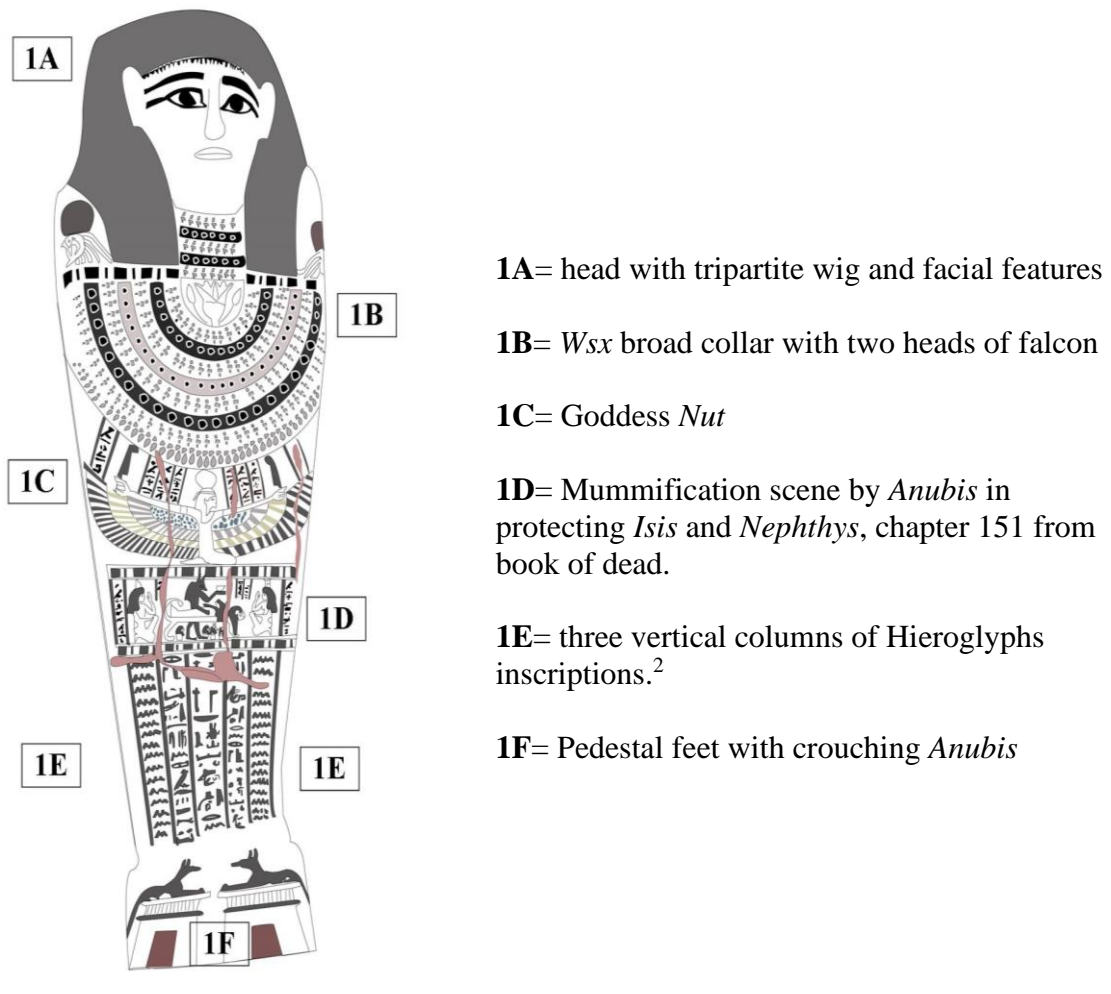 1A
1B
1C
1D
1E
1E
1F
1A= head with tripartite wig and facial features
1B= Wsx broad collar with two heads of falcon
1C= Goddess Nut
1D= Mummification scene by Anubis in
protecting Isis and Nephthys, chapter 151 from
book of dead.
1E= three vertical columns of Hieroglyphs
inscriptions.2
1F= Pedestal feet with crouching Anubis